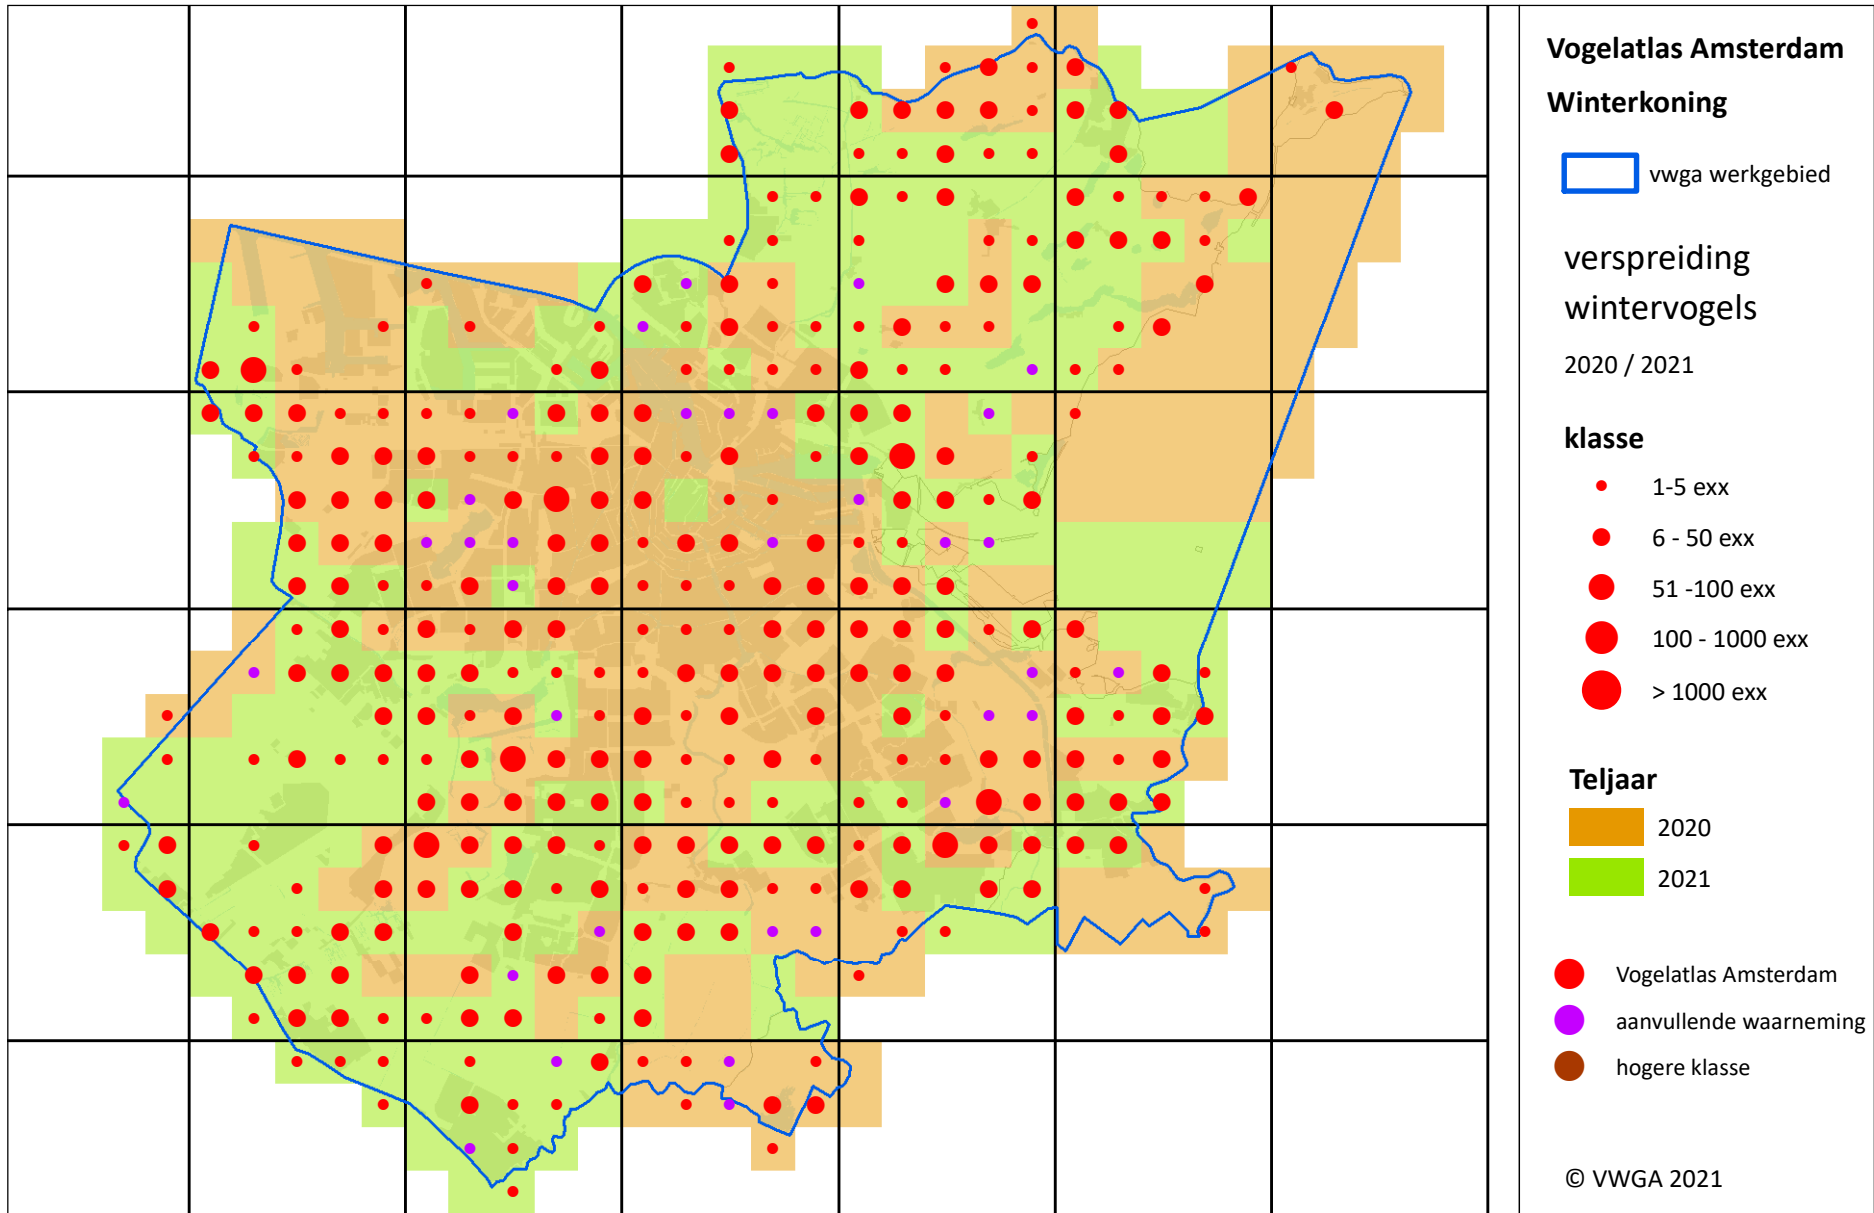 Vogelatlas Amsterdam
Winterkoning
vwga werkgebied
verspreiding
wintervogels
2020 / 2021
klasse
1-5 exx
6 - 50 exx
51 -100 exx
100 - 1000 exx
> 1000 exx
Teljaar
2020
2021
Vogelatlas Amsterdam
aanvullende waarneming
hogere klasse
© VWGA 2021